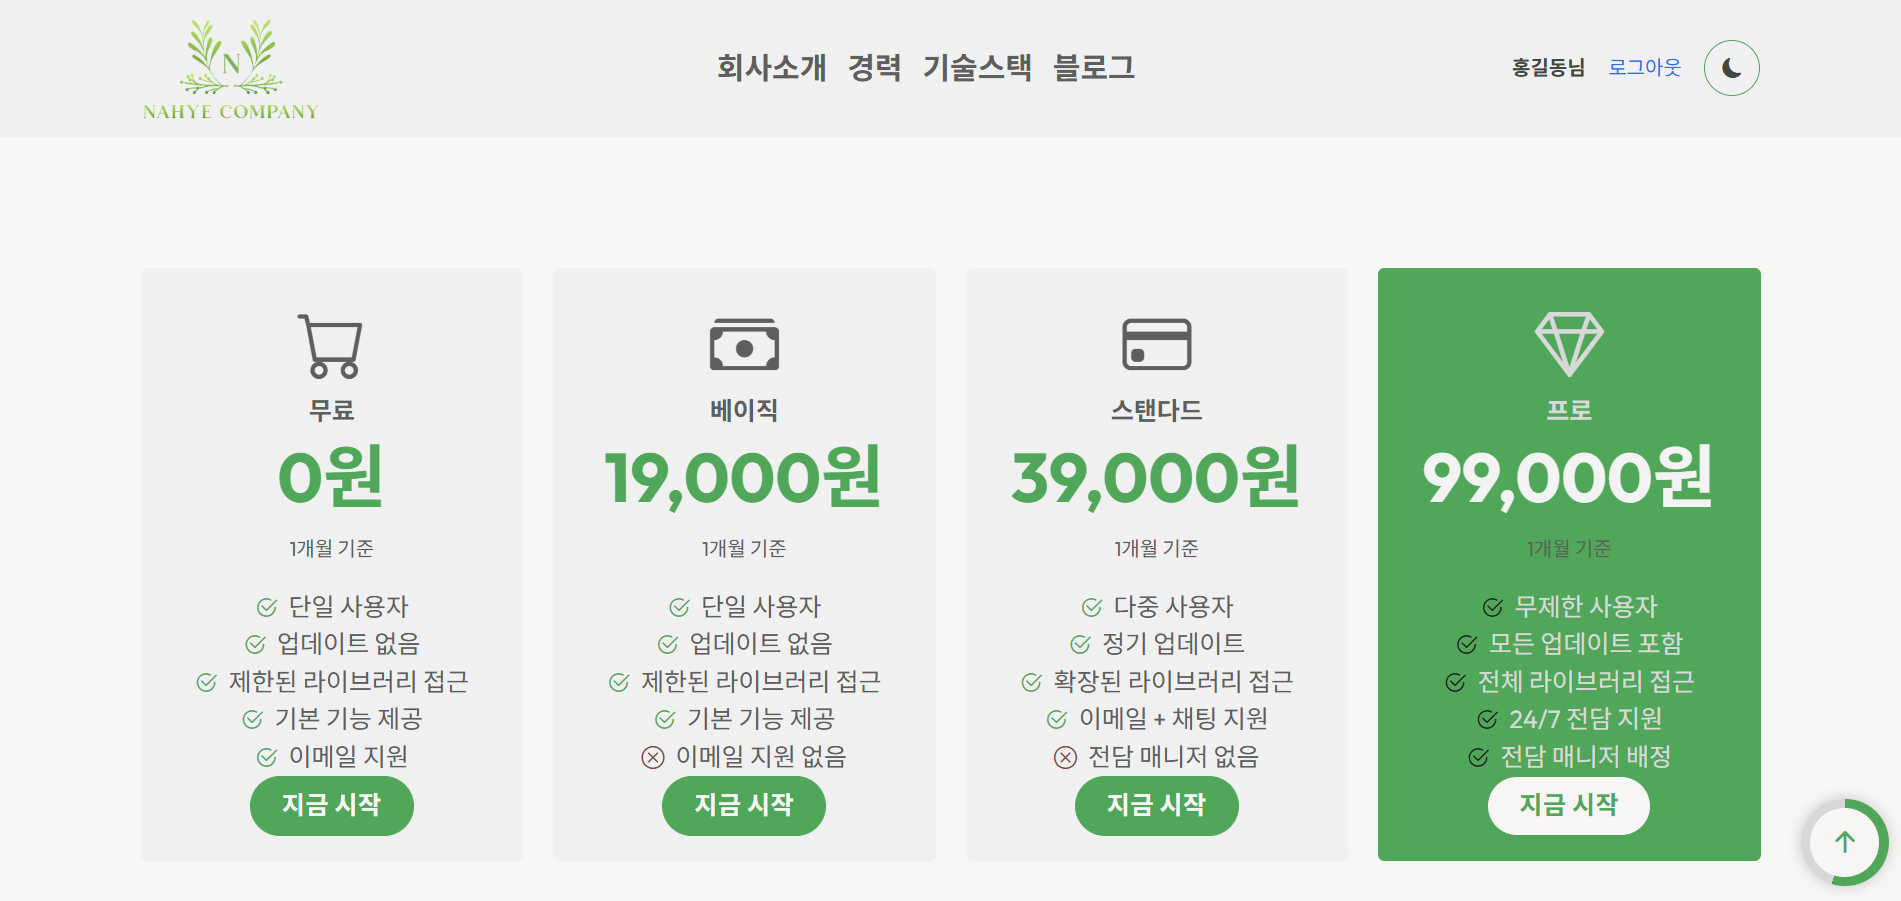 N
NAHYE COMPANY
회사소개 경력 기술스택 블로그
홍길동님 로그아웃
무료
0원
1개월 기준
단일 사용자
업데이트 없음
제한된 라이브러리 접근
기본 기능 제공
이메일 지원
지금 시작
베이직
19,000원
1개월 기준
단일 사용자
업데이트 없음
제한된 라이브러리 접근
기본 기능 제공
이메일 지원 없음
지금 시작
스탠다드
39,000원
1개월 기준
다중 사용자
정기 업데이트
확장된 라이브러리 접근
이메일 + 채팅 지원
전담 매니저 없음
지금 시작
프로
99,000원
1개월 기준
무제한 사용자
모든 업데이트 포함
전체 라이브러리 접근
24/7 전담 지원
전담 매니저 배정
지금 시작